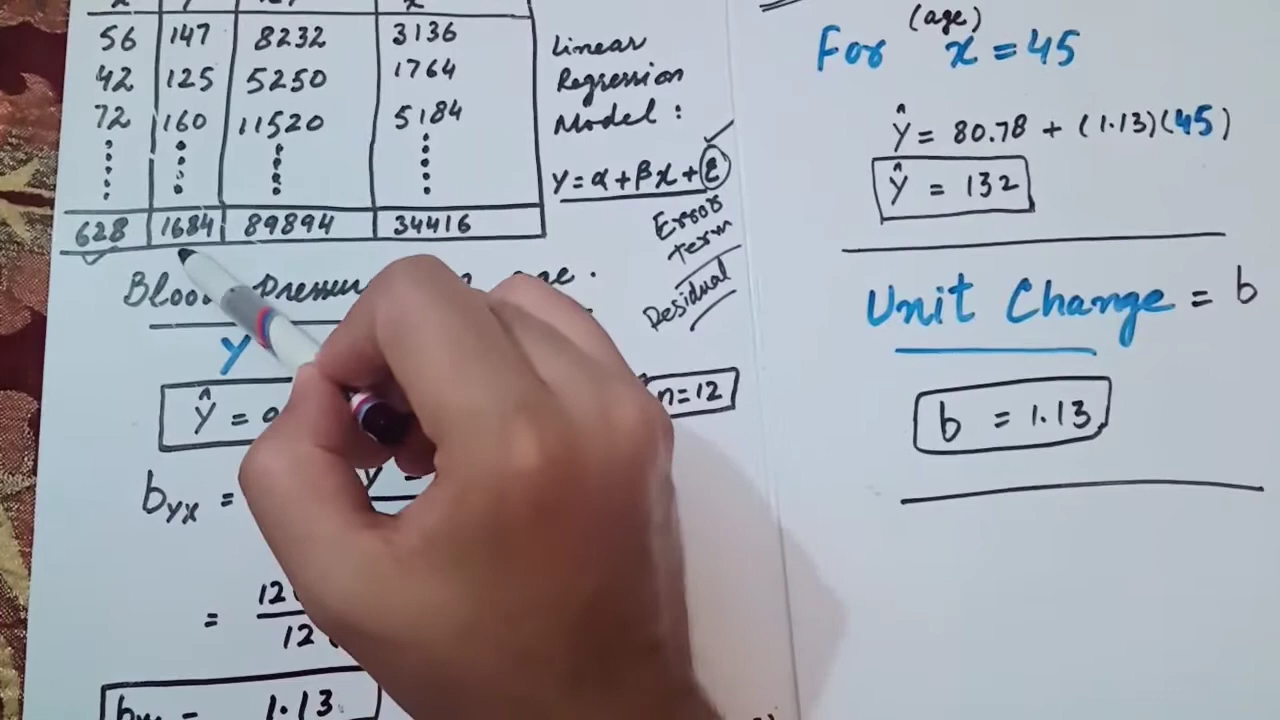 56 147 8232 3136
42 125 5250 1764
72 160 11520 5184
628 1684 89894 34416
Linear
Regression
Model :
Y = α + βx + ε
Error
Term
Residual
Ŷ =
n=12
b_YX =
=
12
12
= 1.13
(age)
For x = 45
Ŷ = 80.78 + (1.13)(45)
Ŷ = 132
Unit Change = b
b = 1.13